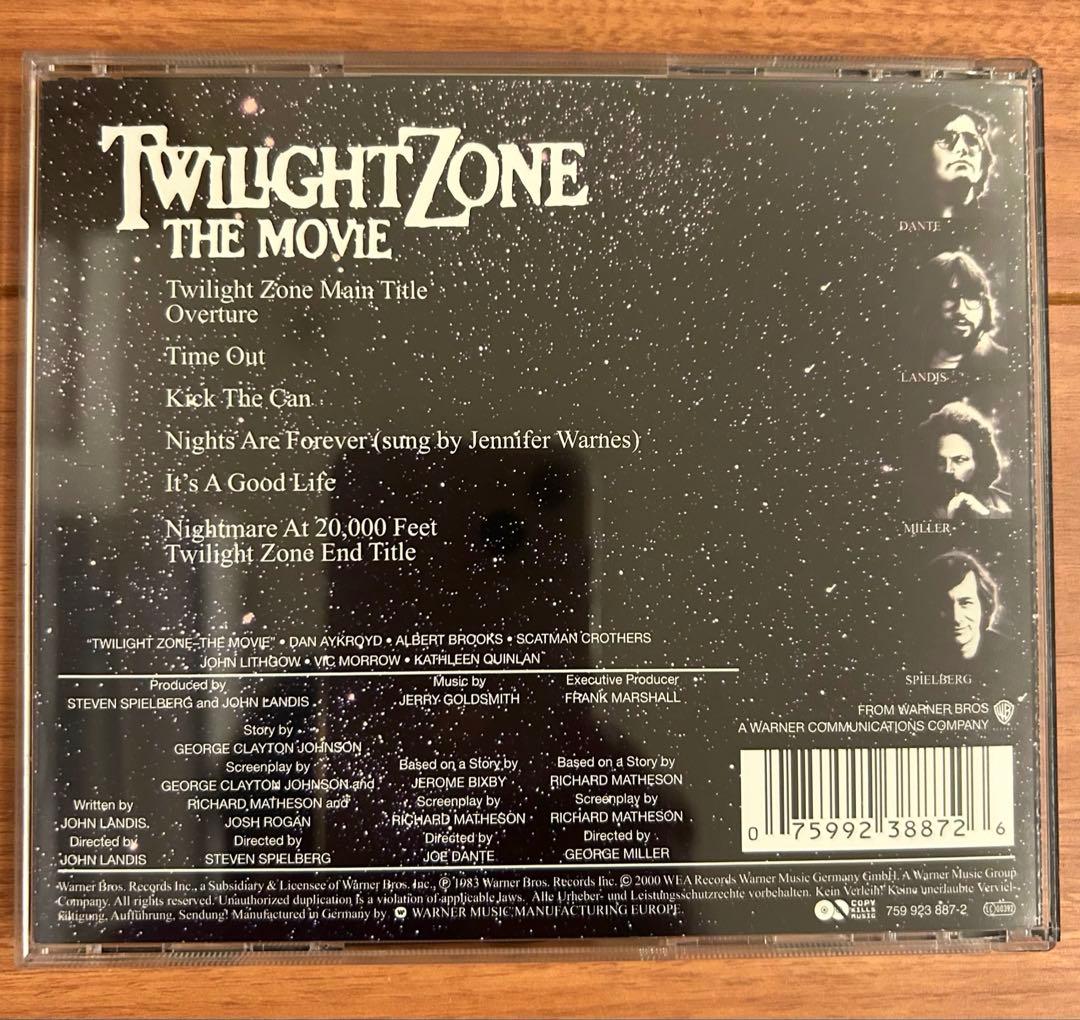 TWILIGHT ZONE
THE MOVIE
Twilight Zone Main Title
Overture
Time Out
Kick The Can
Nights Are Forever (sung by Jennifer Warnes)
It's A Good Life
Nightmare At 20,000 Feet
Twilight Zone End Title
DANTE
LANDIS
MILLER
SPIELBERG
"TWILIGHT ZONE-THE MOVIE" • DAN AYKROYD • ALBERT BROOKS • SCATMAN CROTHERS
JOHN LITHGOW • VIC MORROW • KATHLEEN QUINLAN
Produced by
STEVEN SPIELBERG and JOHN LANDIS
Music by
JERRY GOLDSMITH
Executive Producer
FRANK MARSHALL
Written by
JOHN LANDIS
Directed by
JOHN LANDIS
Story by
GEORGE CLAYTON JOHNSON
Screenplay by
GEORGE CLAYTON JOHNSON and
RICHARD MATHESON and
JOSH ROGAN
Directed by
STEVEN SPIELBERG
Based on a Story by
JEROME BIXBY
Screenplay by
RICHARD MATHESON
Directed by
JOE DANTE
Based on a Story by
RICHARD MATHESON
Screenplay by
RICHARD MATHESON
Directed by
GEORGE MILLER
FROM WARNER BROS
A WARNER COMMUNICATIONS COMPANY
0 75992 38872 6
Warner Bros. Records Inc., a Subsidiary & Licensee of Warner Bros. Inc., ℗ 1983 Warner Bros. Records Inc. © 2000 WEA Records Warner Music Germany GmbH. A Warner Music Group
Company. All rights reserved. Unauthorized duplication is a violation of applicable laws. Alle Urheber- und Leistungsschutzrechte vorbehalten. Kein Verleih! Keine unerlaubte Verviel-
fältigung, Aufführung, Sendung! Manufactured in Germany by WARNER MUSIC MANUFACTURING EUROPE.
COPY
KILLS
MUSIC
759 923 887-2
LC 00392